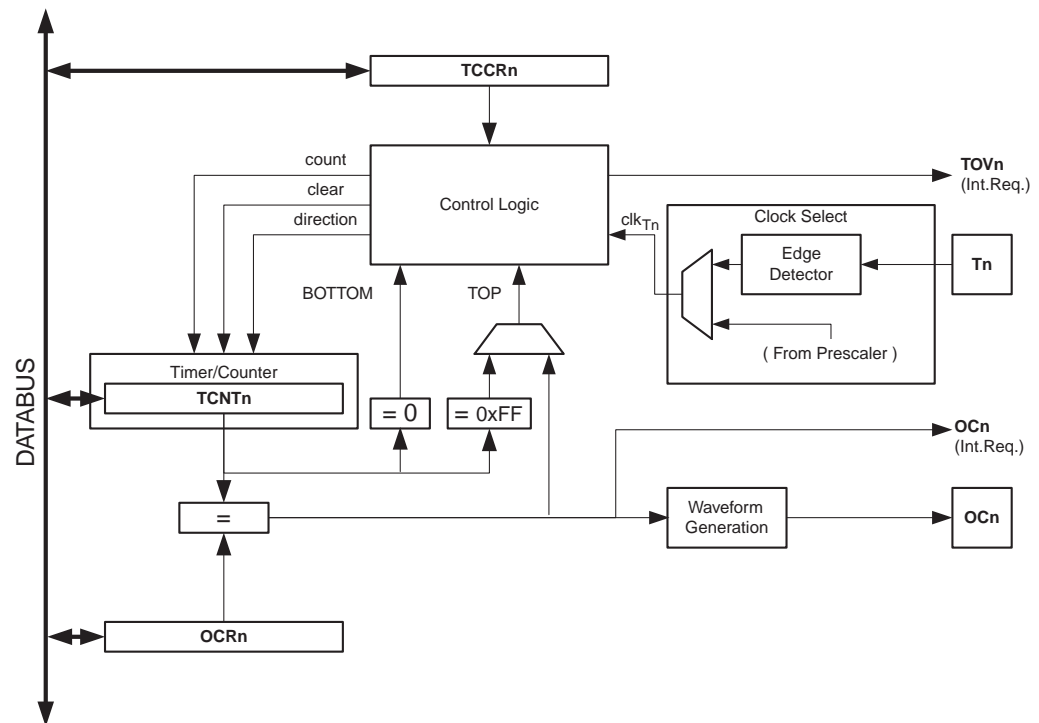 TCCRn
count
clear
direction
Control Logic
TOVn
(Int.Req.)
clkTn
Clock Select
Edge
Detector
Tn
BOTTOM
TOP
( From Prescaler )
DATABUS
Timer/Counter
TCNTn
= 0
= 0xFF
OCn
(Int.Req.)
=
Waveform
Generation
OCn
OCRn